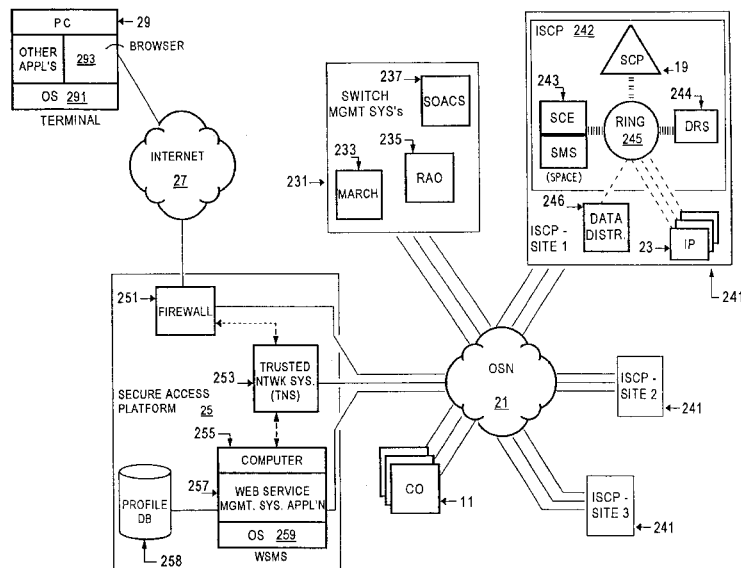 PC
29
OTHER
APPL'S
293
BROWSER
OS 291
TERMINAL
INTERNET
27
SWITCH
MGMT SYS's
237
SOACS
235
RAO
233
MARCH
231
ISCP 242
SCP
19
243
SCE
SMS
(SPACE)
RING
245
244
DRS
246
DATA
DISTR.
ISCP -
SITE 1
23
IP
241
251
FIREWALL
253
TRUSTED
NTWK SYS.
(TNS)
SECURE ACCESS
PLATFORM 25
255
COMPUTER
257
WEB SERVICE
MGMT. SYS. APPL'N
OS 259
WSMS
PROFILE
DB
258
OSN
21
CO
11
ISCP -
SITE 2
241
ISCP -
SITE 3
241